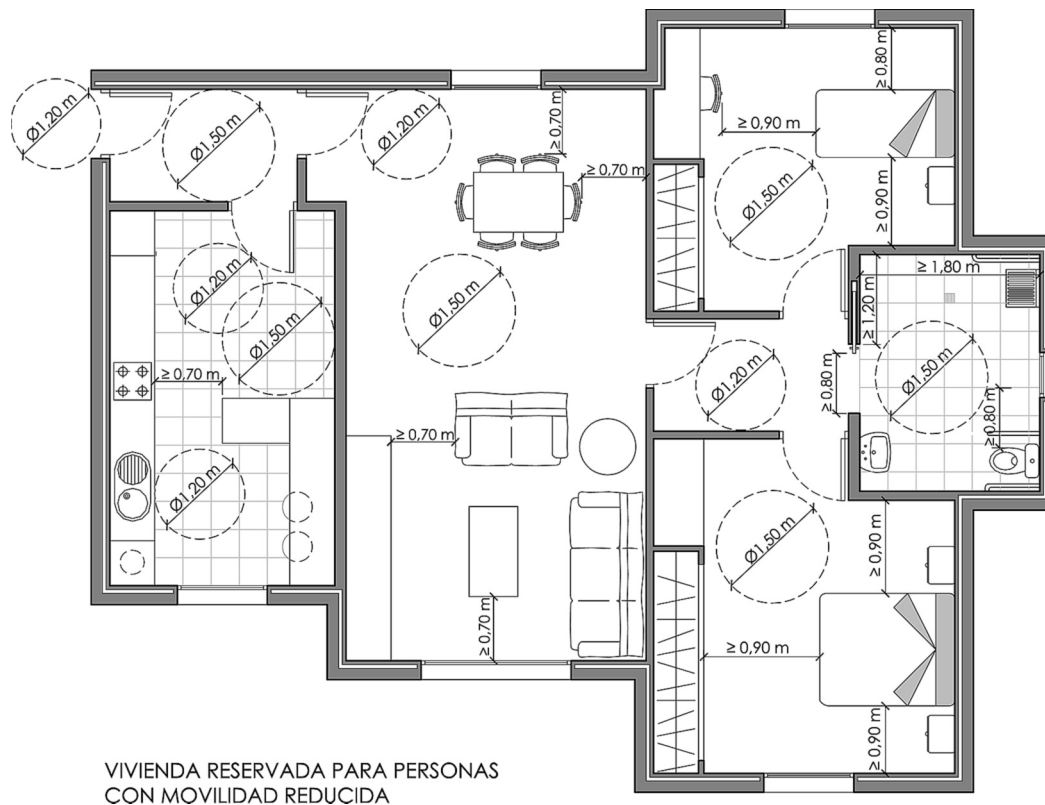 Ø1,20 m
Ø1,50 m
Ø1,20 m
≥ 0,70 m
≥ 0,70 m
≥ 0,80 m
≥ 0,90 m
Ø1,50 m
≥ 0,90 m
Ø1,20 m
Ø1,50 m
Ø1,50 m
≥ 1,80 m
≥ 1,20 m
Ø1,50 m
≥ 0,80 m
≥ 0,80 m
Ø1,20 m
≥ 0,70 m
≥ 0,70 m
Ø1,20 m
Ø1,50 m
≥ 0,90 m
≥ 0,70 m
≥ 0,90 m
≥ 0,90 m
VIVIENDA RESERVADA PARA PERSONAS
CON MOVILIDAD REDUCIDA